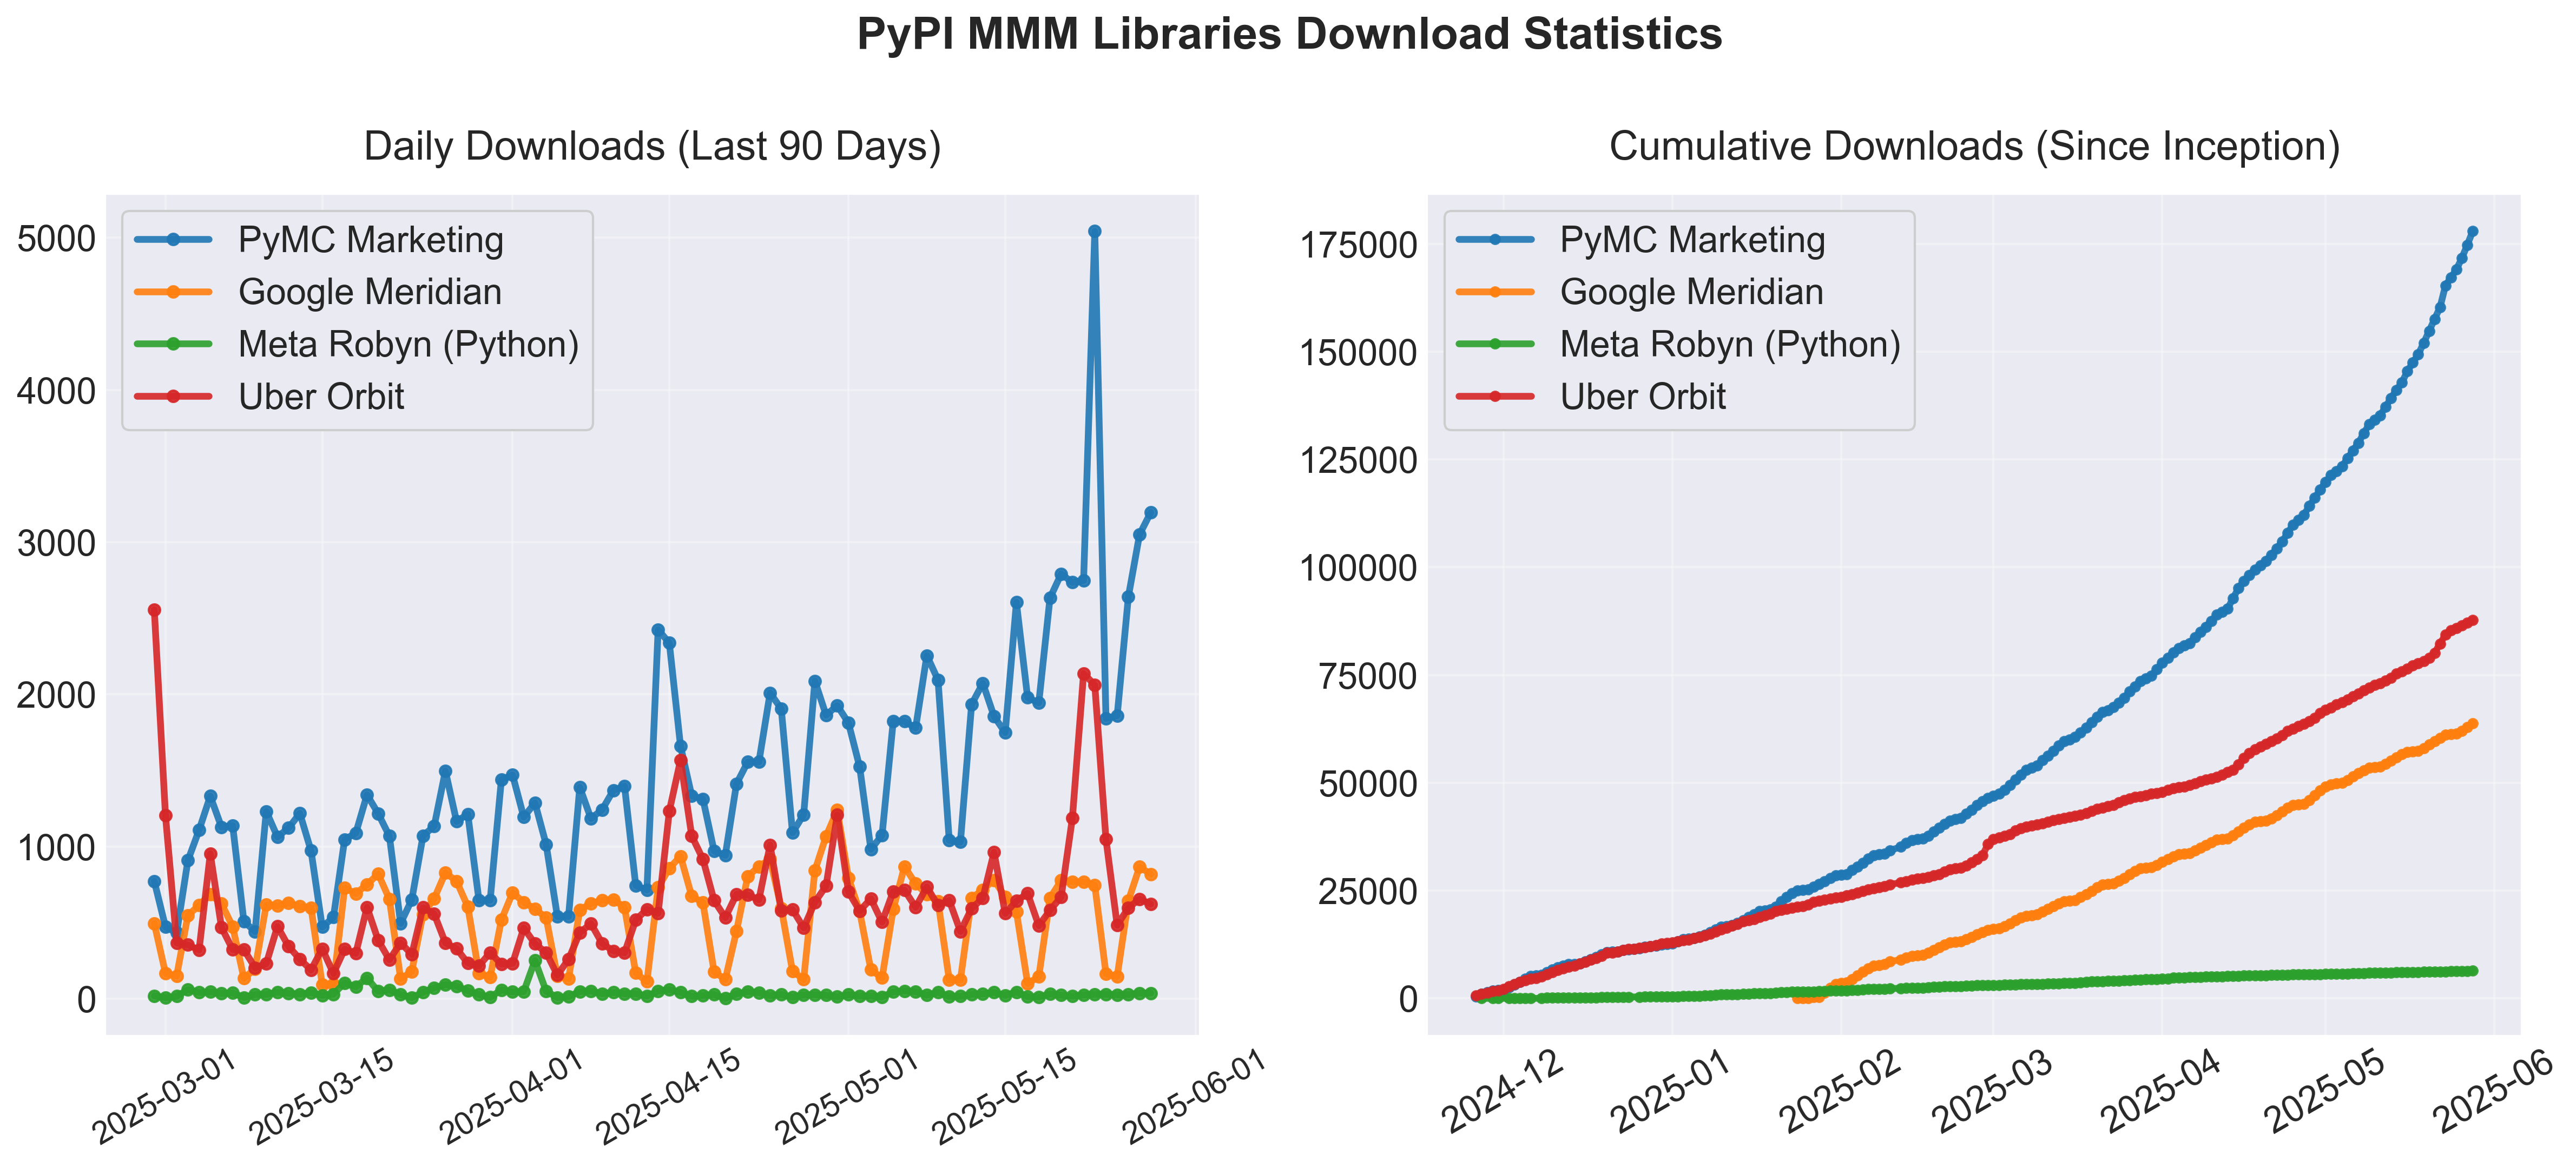 PyPI MMM Libraries Download Statistics
Daily Downloads (Last 90 Days)
5000
4000
3000
2000
1000
0
PyMC Marketing
Google Meridian
Meta Robyn (Python)
Uber Orbit
2025-03-01
2025-03-15
2025-04-01
2025-04-15
2025-05-01
2025-05-15
2025-06-01
Cumulative Downloads (Since Inception)
175000
150000
125000
100000
75000
50000
25000
0
PyMC Marketing
Google Meridian
Meta Robyn (Python)
Uber Orbit
2024-12
2025-01
2025-02
2025-03
2025-04
2025-05
2025-06